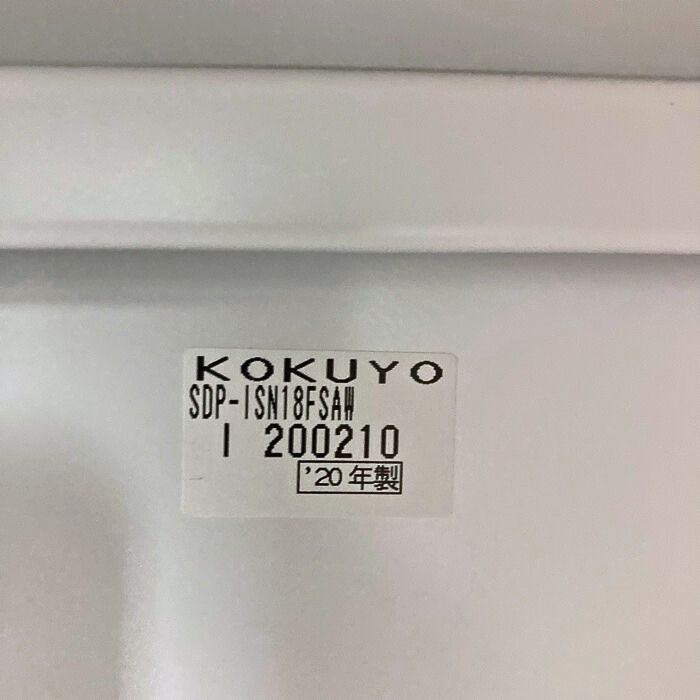 KOKUYO
SDP-ISN18FSAW
I 200210
'20年製